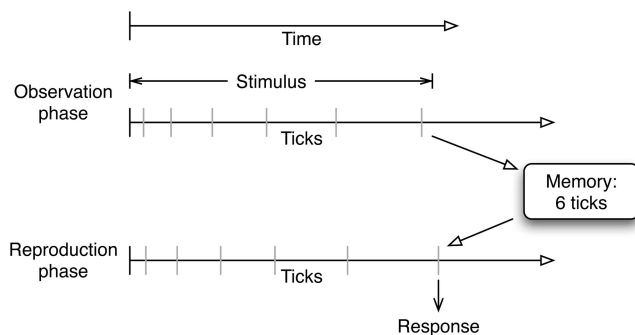 Time
Stimulus
Observation
phase
Ticks
Memory:
6 ticks
Reproduction
phase
Ticks
Response